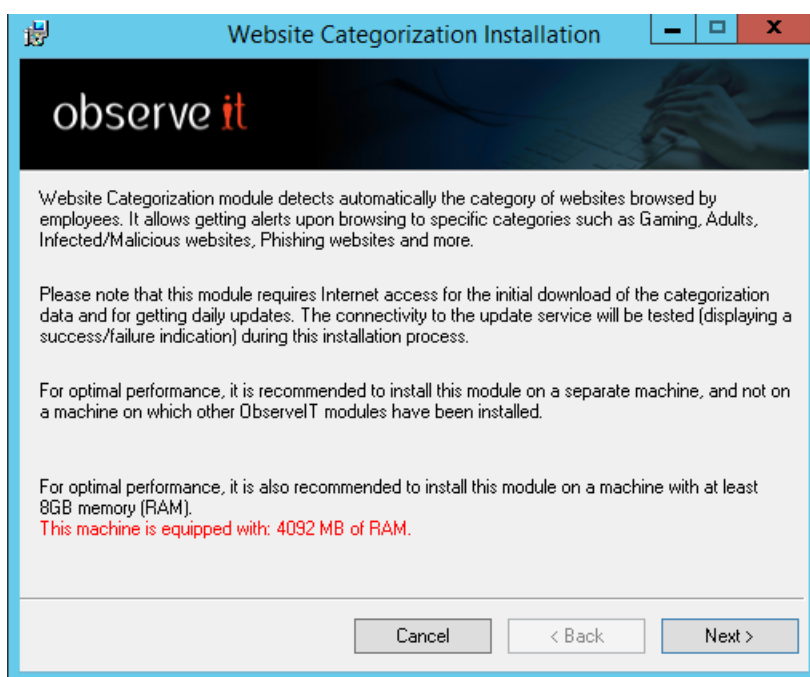 Website Categorization Installation
observe it
Website Categorization module detects automatically the category of websites browsed by
employees. It allows getting alerts upon browsing to specific categories such as Gaming, Adults,
Infected/Malicious websites, Phishing websites and more.
Please note that this module requires Internet access for the initial download of the categorization
data and for getting daily updates. The connectivity to the update service will be tested (displaying a
success/failure indication) during this installation process.
For optimal performance, it is recommended to install this module on a separate machine, and not on
a machine on which other ObserveIT modules have been installed.
For optimal performance, it is also recommended to install this module on a machine with at least
8GB memory (RAM).
This machine is equipped with: 4092 MB of RAM.
Cancel < Back Next >